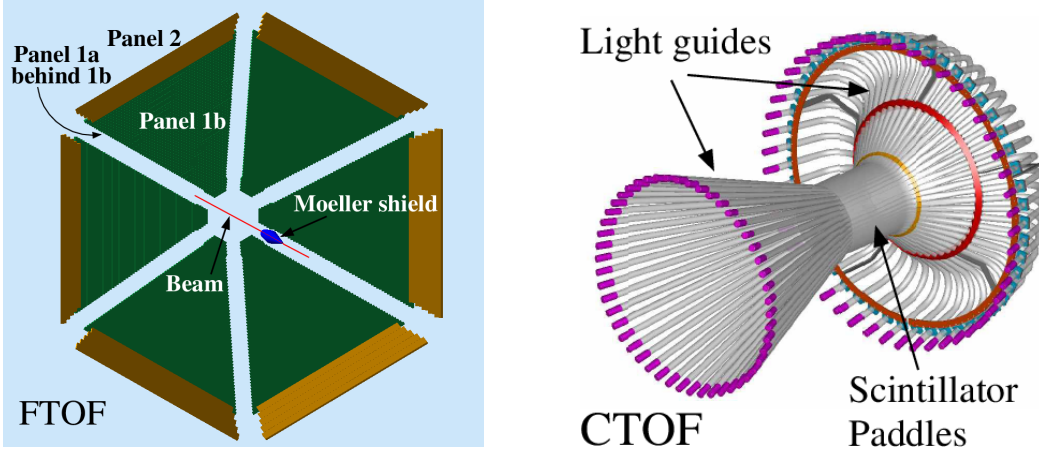 Panel 2
Panel 1a
behind 1b
Panel 1b
Moeller shield
Beam
FTOF
Light guides
Scintillator
Paddles
CTOF